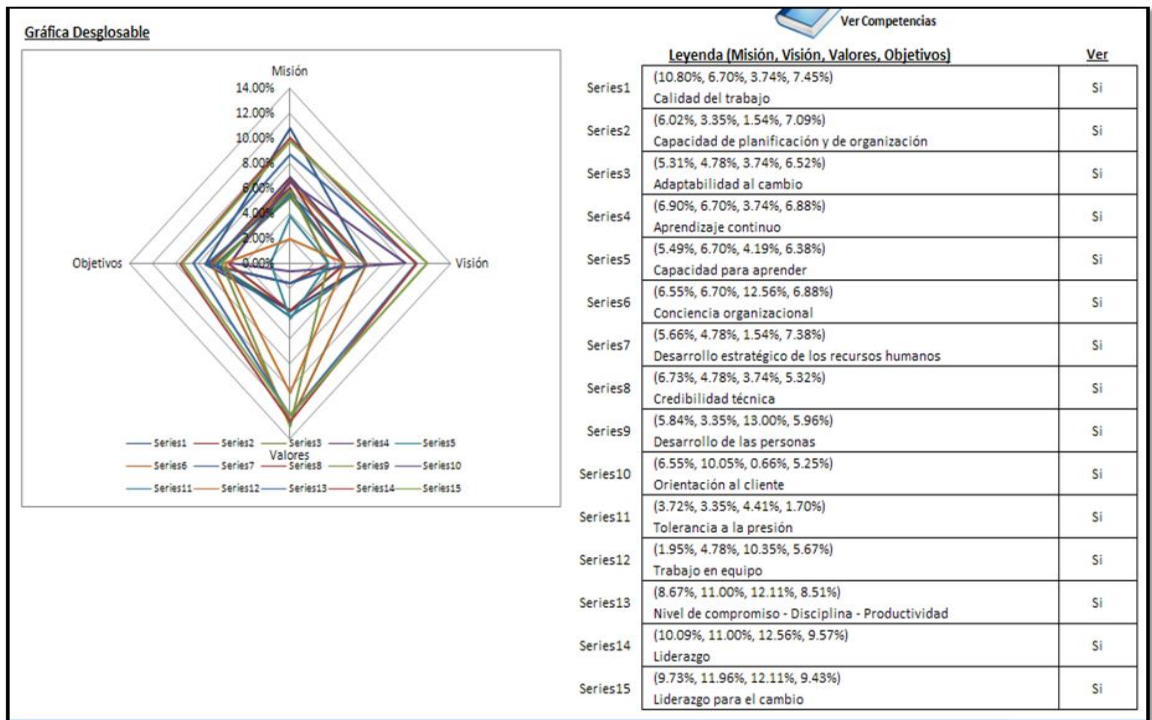 Ver Competencias
Gráfica Desglosable
Misión
14.00%
12.00%
10.00%
8.00%
6.00%
4.00%
2.00%
0.00%
Objetivos
Visión
Valores
Series1 Series2 Series3 Series4 Series5
Series6 Series7 Series8 Series9 Series10
Series11 Series12 Series13 Series14 Series15
Leyenda (Misión, Visión, Valores, Objetivos) Ver
Series1 (10.80%, 6.70%, 3.74%, 7.45%) Si
Calidad del trabajo
Series2 (6.02%, 3.35%, 1.54%, 7.09%) Si
Capacidad de planificación y de organización
Series3 (5.31%, 4.78%, 3.74%, 6.52%) Si
Adaptabilidad al cambio
Series4 (6.90%, 6.70%, 3.74%, 6.88%) Si
Aprendizaje continuo
Series5 (5.49%, 6.70%, 4.19%, 6.38%) Si
Capacidad para aprender
Series6 (6.55%, 6.70%, 12.56%, 6.88%) Si
Conciencia organizacional
Series7 (5.66%, 4.78%, 1.54%, 7.38%) Si
Desarrollo estratégico de los recursos humanos
Series8 (6.73%, 4.78%, 3.74%, 5.32%) Si
Credibilidad técnica
Series9 (5.84%, 3.35%, 13.00%, 5.96%) Si
Desarrollo de las personas
Series10 (6.55%, 10.05%, 0.66%, 5.25%) Si
Orientación al cliente
Series11 (3.72%, 3.35%, 4.41%, 1.70%) Si
Tolerancia a la presión
Series12 (1.95%, 4.78%, 10.35%, 5.67%) Si
Trabajo en equipo
Series13 (8.67%, 11.00%, 12.11%, 8.51%) Si
Nivel de compromiso - Disciplina - Productividad
Series14 (10.09%, 11.00%, 12.56%, 9.57%) Si
Liderazgo
Series15 (9.73%, 11.96%, 12.11%, 9.43%) Si
Liderazgo para el cambio